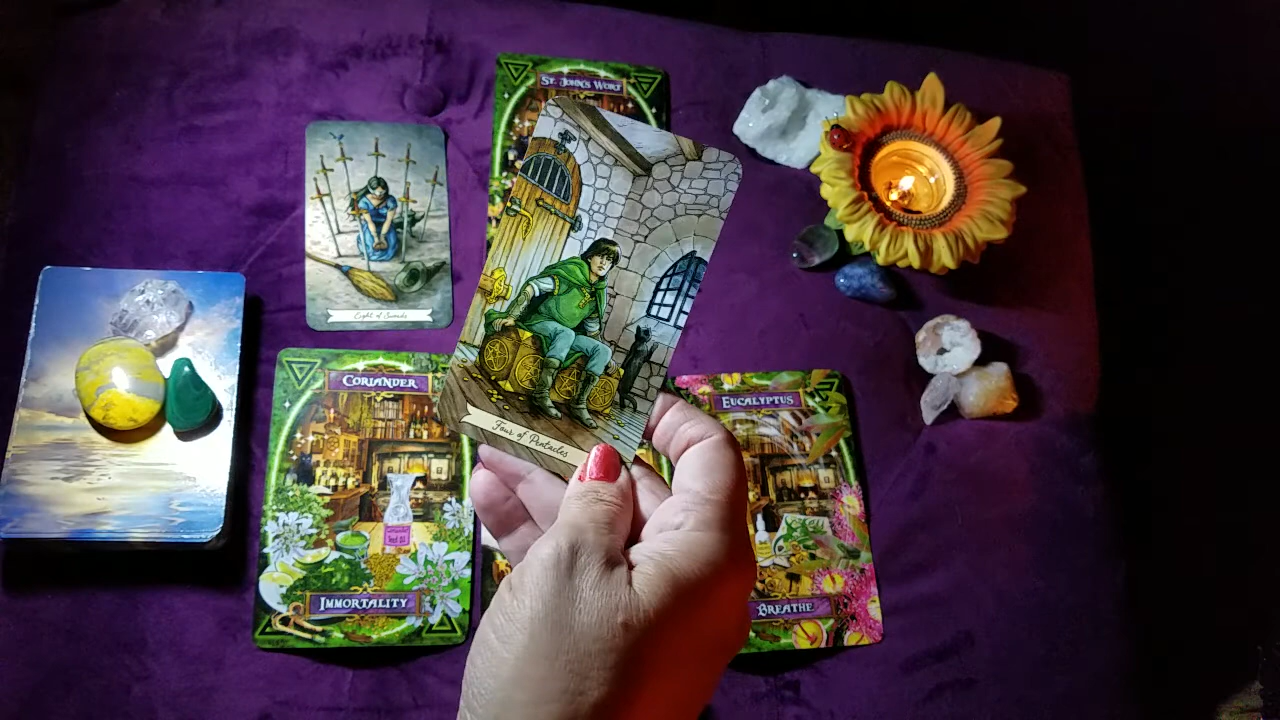 St. John's Wort
Eight of Swords
Four of Pentacles
Coriander
Immortality
Eucalyptus
Breathe